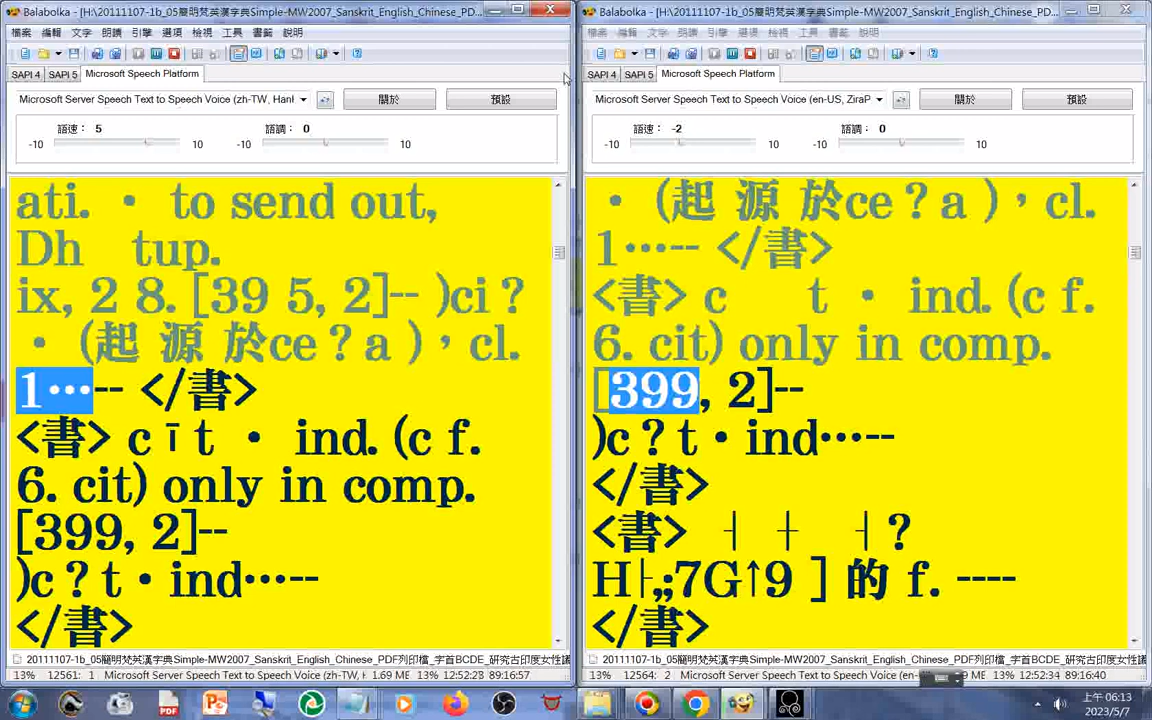 Balabolka - [H:\20111107-1b_05簡明梵英漢字典Simple-MW2007_Sanskrit_English_Chinese_PD...
檔案 編輯 文字 朗讀 引擎 選項 檢視 工具 書籤 說明
SAPI 4 SAPI 5 Microsoft Speech Platform
Microsoft Server Speech Text to Speech Voice (zh-TW, Hanl
關於 預設
語速： 5 語調： 0
-10 10 -10 10
ati. • to send out,
Dh tup.
ix, 2 8. [39 5, 2]-- )ci？
• (起 源 於ce？a )，cl.
1…-- </書>
<書> c ī t • ind. (c f.
6. cit) only in comp.
[399, 2]--
)c？t • ind…--
</書>
20111107-1b_05簡明梵英漢字典Simple-MW2007_Sanskrit_English_Chinese_PDF列印檔_字首BCDE_研究古印度女性議
13% 12561: 1 Microsoft Server Speech Text to Speech Voice (zh-TW, 1.69 ME 13% 12:52:28 89:16:57
Balabolka - [H:\20111107-1b_05簡明梵英漢字典Simple-MW2007_Sanskrit_English_Chinese_PD...
檔案 編輯 文字 朗讀 引擎 選項 檢視 工具 書籤 說明
SAPI 4 SAPI 5 Microsoft Speech Platform
Microsoft Server Speech Text to Speech Voice (en-US, ZiraP
關於 預設
語速： -2 語調： 0
-10 10 -10 10
• (起 源 於ce？a )，cl.
1…-- </書>
<書> c t • ind. (c f.
6. cit) only in comp.
[399, 2]--
)c？t • ind…--
</書>
<書> ┤ ┼ ┤?
H├„;7G↑9 ] 的 f. ----
</書>
20111107-1b_05簡明梵英漢字典Simple-MW2007_Sanskrit_English_Chinese_PDF列印檔_字首BCDE_研究古印度女性議
13% 12564: 2 Microsoft Server Speech Text to Speech Voice 9 ME 13% 12:52:54 89:16:40
上午 06:13
2023/5/7